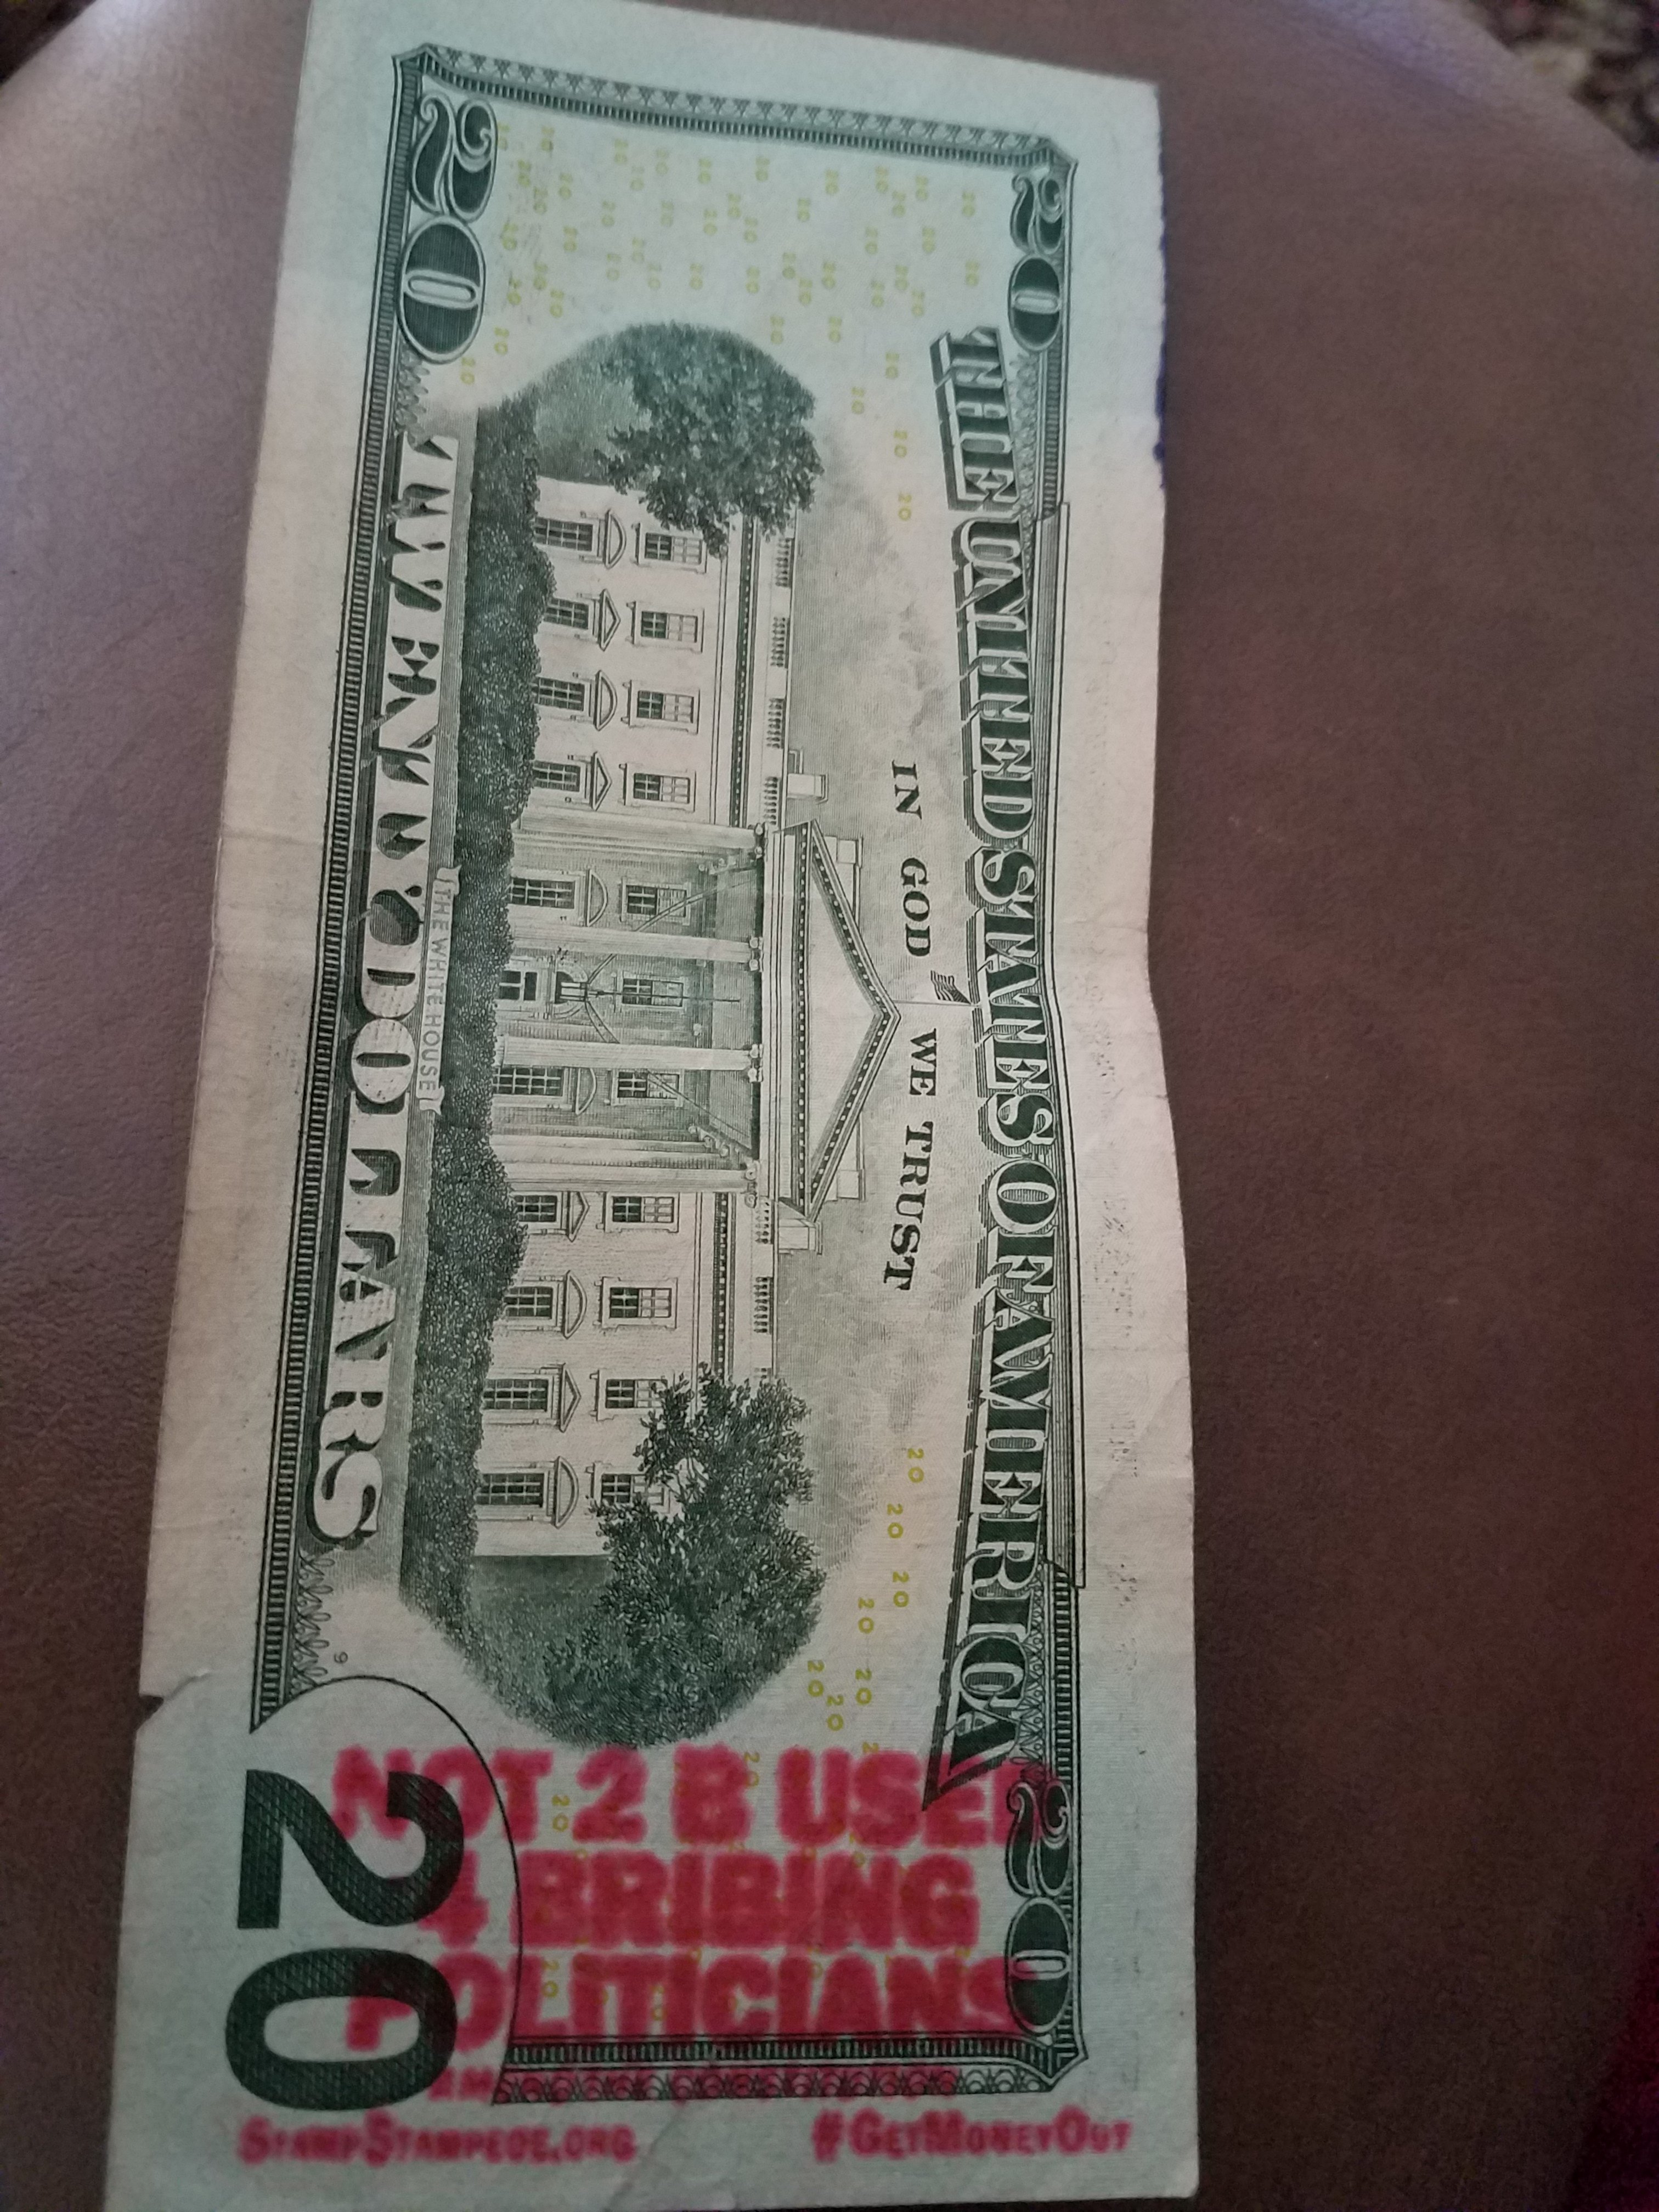 20
20
THE UNITED STATES OF AMERICA
IN GOD WE TRUST
THE WHITE HOUSE
TWENTY DOLLARS
20
20
9
NOT 2 B USED
4 BRIBING
POLITICIANS
StampStampede.org
#GetMoneyOut